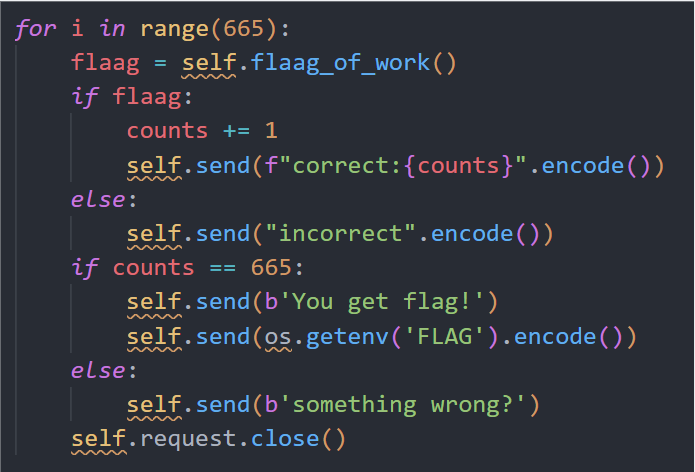 for i in range(665):
    flaag = self.flaag_of_work()
    if flaag:
        counts += 1
        self.send(f"correct:{counts}".encode())
    else:
        self.send("incorrect".encode())
    if counts == 665:
        self.send(b'You get flag!')
        self.send(os.getenv('FLAG').encode())
    else:
        self.send(b'something wrong?')
    self.request.close()